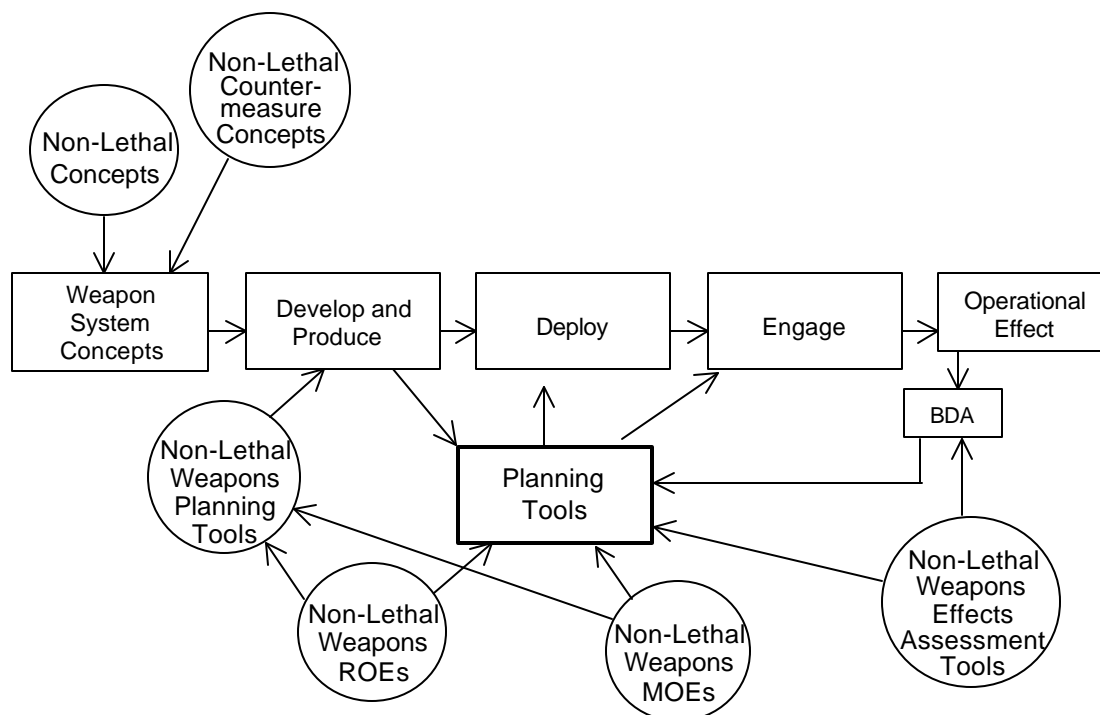 Non-Lethal
Counter-
measure
Concepts
Non-Lethal
Concepts
Weapon
System
Concepts
Develop and
Produce
Deploy
Engage
Operational
Effect
BDA
Non-Lethal
Weapons
Planning
Tools
Planning
Tools
Non-Lethal
Weapons
ROEs
Non-Lethal
Weapons
MOEs
Non-Lethal
Weapons
Effects
Assessment
Tools